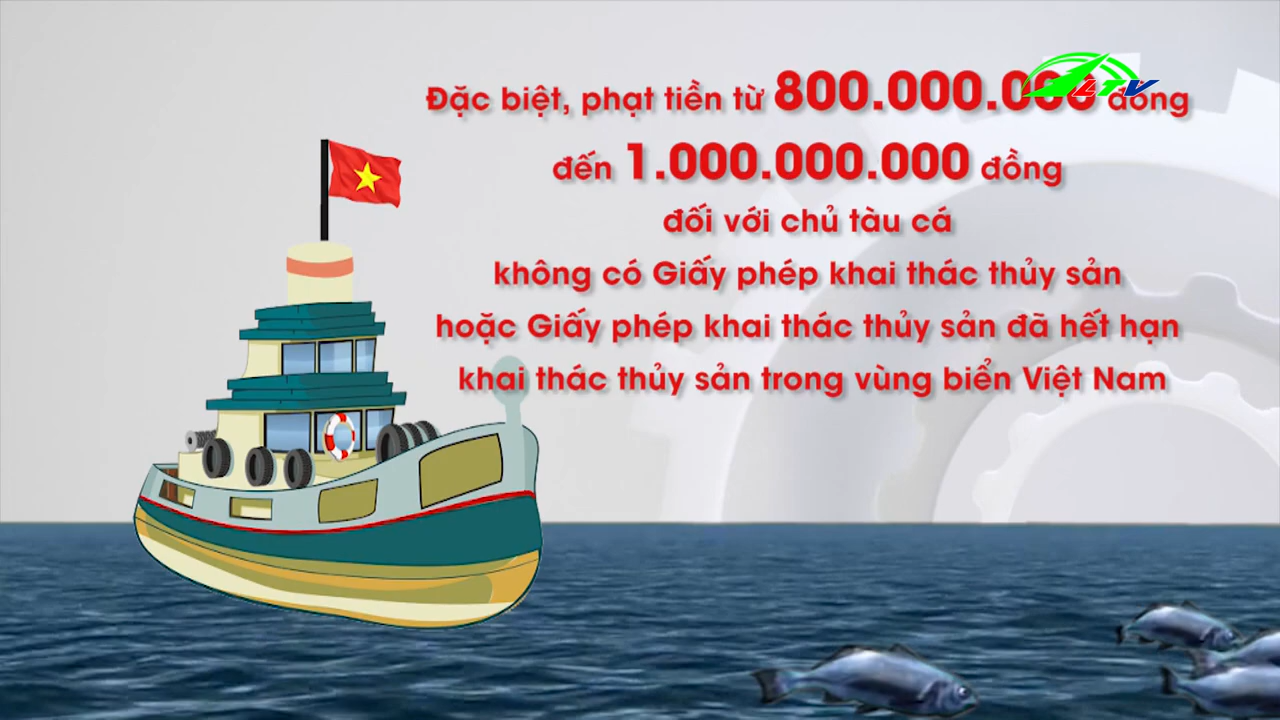 Đặc biệt, phạt tiền từ 800.000.000 đồng
đến 1.000.000.000 đồng
đối với chủ tàu cá
không có Giấy phép khai thác thủy sản
hoặc Giấy phép khai thác thủy sản đã hết hạn
khai thác thủy sản trong vùng biển Việt Nam
LTV